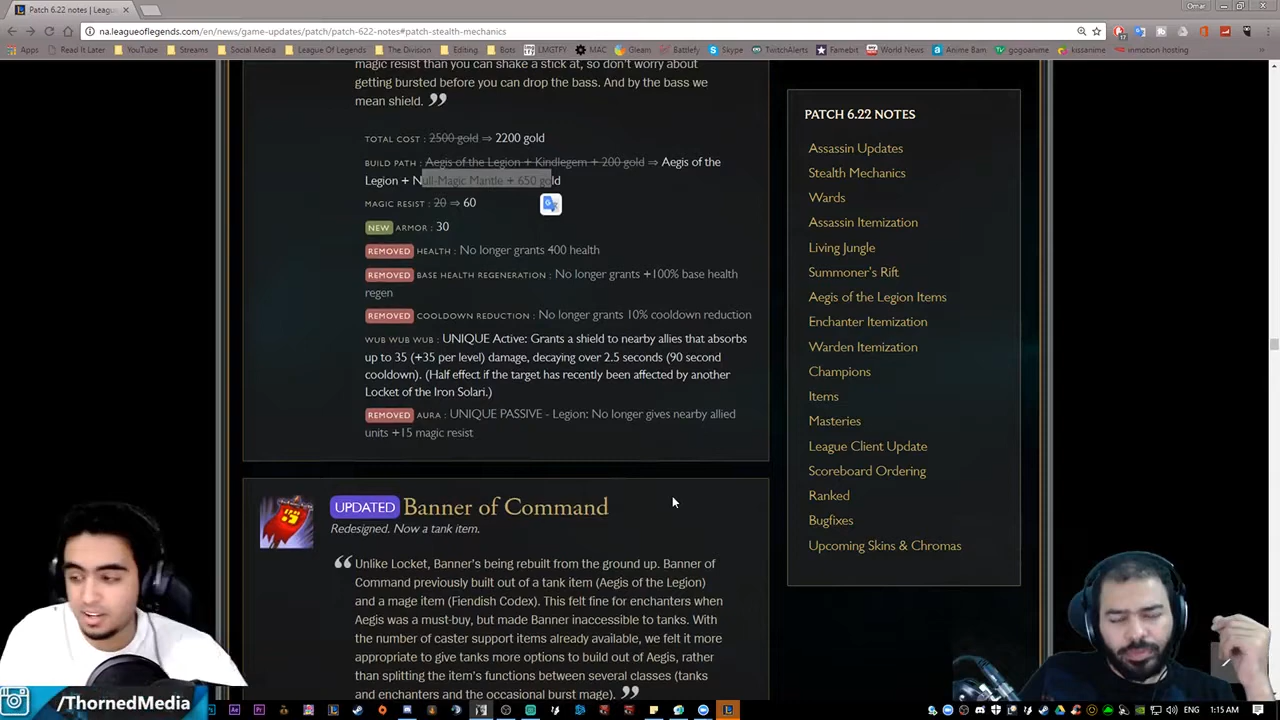 Patch 6.22 notes | Leagu
Omar
na.leagueoflegends.com/en/news/game-updates/patch/patch-622-notes#patch-stealth-mechanics
Apps Read It Later YouTube Streams Social Media League Of Legends The Division Editing Bots LMGTFY MAC Gleam Battlefy Skype TwitchAlerts Famebit World News Anime Bam gogoanime kissanime inmotion hosting
magic resist than you can shake a stick at, so don't worry about
getting bursted before you can drop the bass. And by the bass we
mean shield. ”
TOTAL COST : 2500 gold ⇒ 2200 gold
BUILD PATH : Aegis of the Legion + Kindlegem + 200 gold ⇒ Aegis of the
Legion + Null-Magic Mantle + 650 gold
MAGIC RESIST : 20 ⇒ 60
NEW ARMOR : 30
REMOVED HEALTH : No longer grants 400 health
REMOVED BASE HEALTH REGENERATION : No longer grants +100% base health
regen
REMOVED COOLDOWN REDUCTION : No longer grants 10% cooldown reduction
WUB WUB WUB : UNIQUE Active: Grants a shield to nearby allies that absorbs
up to 35 (+35 per level) damage, decaying over 2.5 seconds (90 second
cooldown). (Half effect if the target has recently been affected by another
Locket of the Iron Solari.)
REMOVED AURA : UNIQUE PASSIVE - Legion: No longer gives nearby allied
units +15 magic resist
UPDATED Banner of Command
Redesigned. Now a tank item.
“ Unlike Locket, Banner's being rebuilt from the ground up. Banner of
Command previously built out of a tank item (Aegis of the Legion)
and a mage item (Fiendish Codex). This felt fine for enchanters when
Aegis was a must-buy, but made Banner inaccessible to tanks. With
the number of caster support items already available, we felt it more
appropriate to give tanks more options to build out of Aegis, rather
than splitting the item's functions between several classes (tanks
and enchanters and the occasional burst mage). ”
PATCH 6.22 NOTES
Assassin Updates
Stealth Mechanics
Wards
Assassin Itemization
Living Jungle
Summoner's Rift
Aegis of the Legion Items
Enchanter Itemization
Warden Itemization
Champions
Items
Masteries
League Client Update
Scoreboard Ordering
Ranked
Bugfixes
Upcoming Skins & Chromas
/ThornedMedia
ENG 1:15 AM